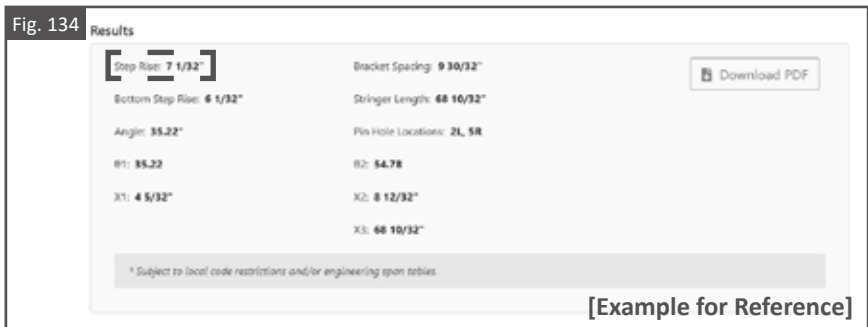 Fig. 134
Results
Step Rise: 7 1/32"
Bracket Spacing: 9 30/32"
Download PDF
Bottom Step Rise: 6 1/32"
Stringer Length: 68 10/32"
Angle: 35.22°
Pin Hole Locations: 2L, 5R
θ1: 35.22
θ2: 54.78
X1: 4 5/32"
X2: 8 12/32"
X3: 68 10/32"
* Subject to local code restrictions and/or engineering span tables.
[Example for Reference]